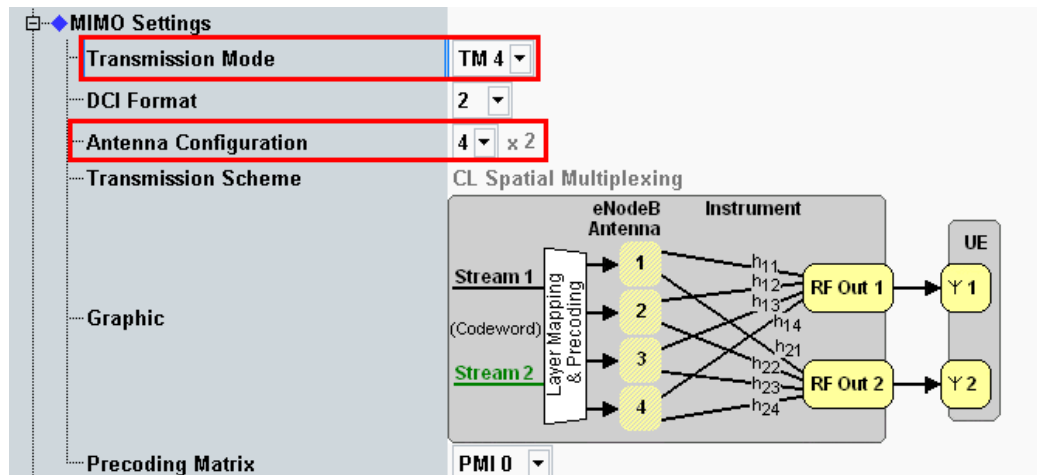 MIMO Settings
Transmission Mode TM 4
DCI Format 2
Antenna Configuration 4 x 2
Transmission Scheme CL Spatial Multiplexing
Graphic
eNodeB Antenna
Instrument
UE
Stream 1
(Codeword)
Stream 2
Layer Mapping
& Precoding
1
2
3
4
h11
h12
h13
h14
h21
h22
h23
h24
RF Out 1
RF Out 2
1
2
Precoding Matrix PMI 0